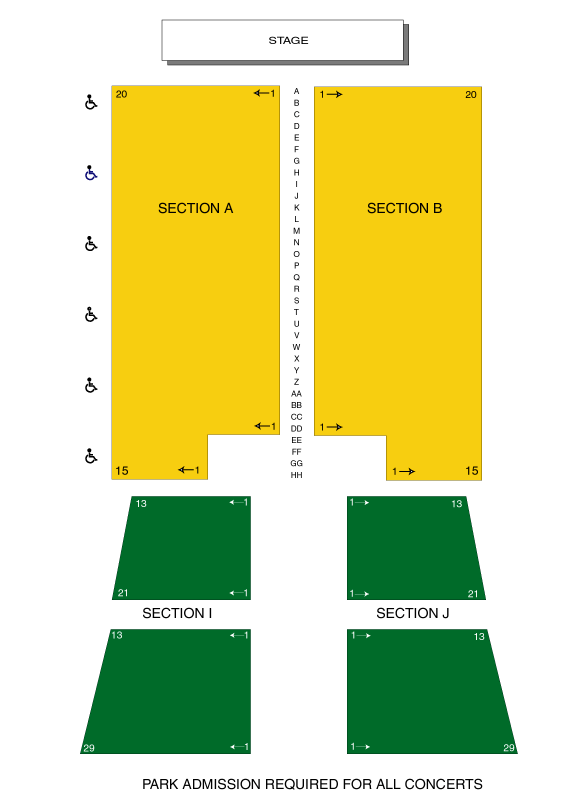 STAGE
20 1 A 1 20
B
C
D
E
F
G
H
I
J
SECTION A K SECTION B
L
M
N
O
P
Q
R
S
T
U
V
W
X
Y
Z
AA
BB
CC
1 DD 1
EE
FF
15 1 GG 1 15
HH
13 1 1 13
21 1 1 21
SECTION I SECTION J
13 1 1 13
29 1 1 29
PARK ADMISSION REQUIRED FOR ALL CONCERTS